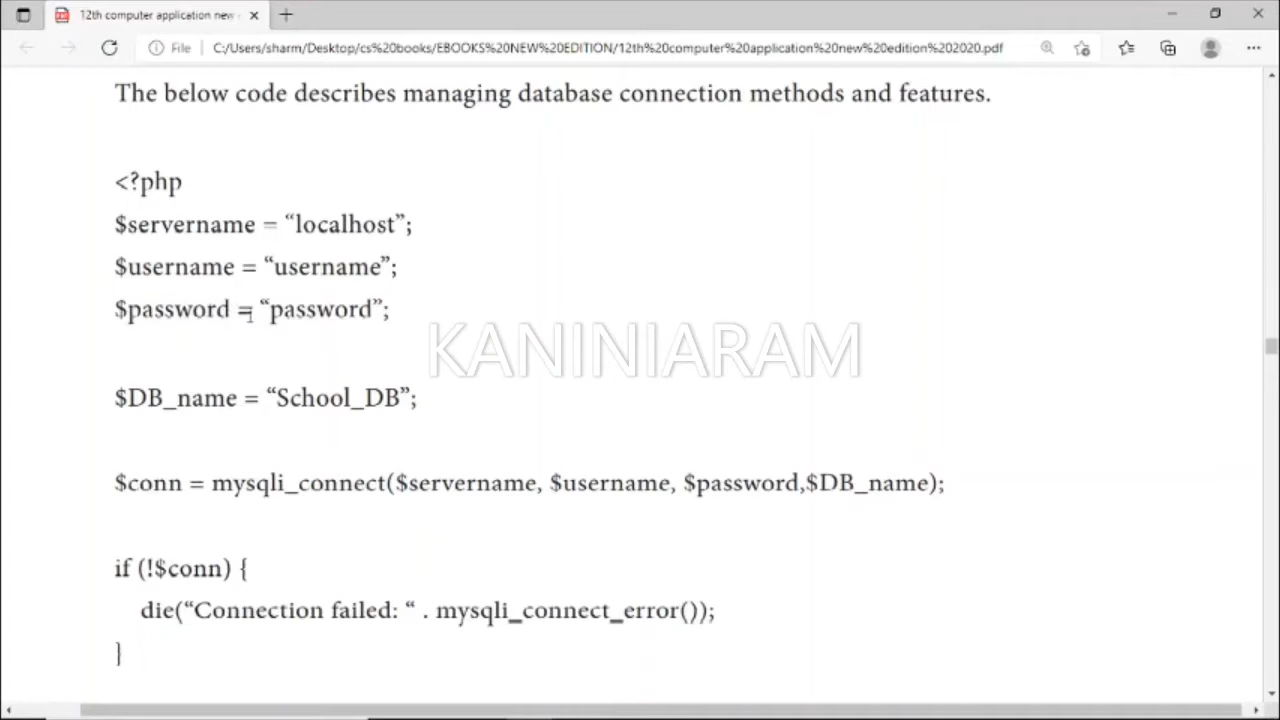 12th computer application new
File
C:/Users/sharm/Desktop/cs%20books/EBOOKS%20NEW%20EDITION/12th%20computer%20application%20new%20edition%202020.pdf
The below code describes managing database connection methods and features.
<?php
$servername = “localhost”;
$username = “username”;
$password = “password”;
KANINIARAM
$DB_name = “School_DB”;
$conn = mysqli_connect($servername, $username, $password,$DB_name);
if (!$conn) {
die(“Connection failed: “ . mysqli_connect_error());
}